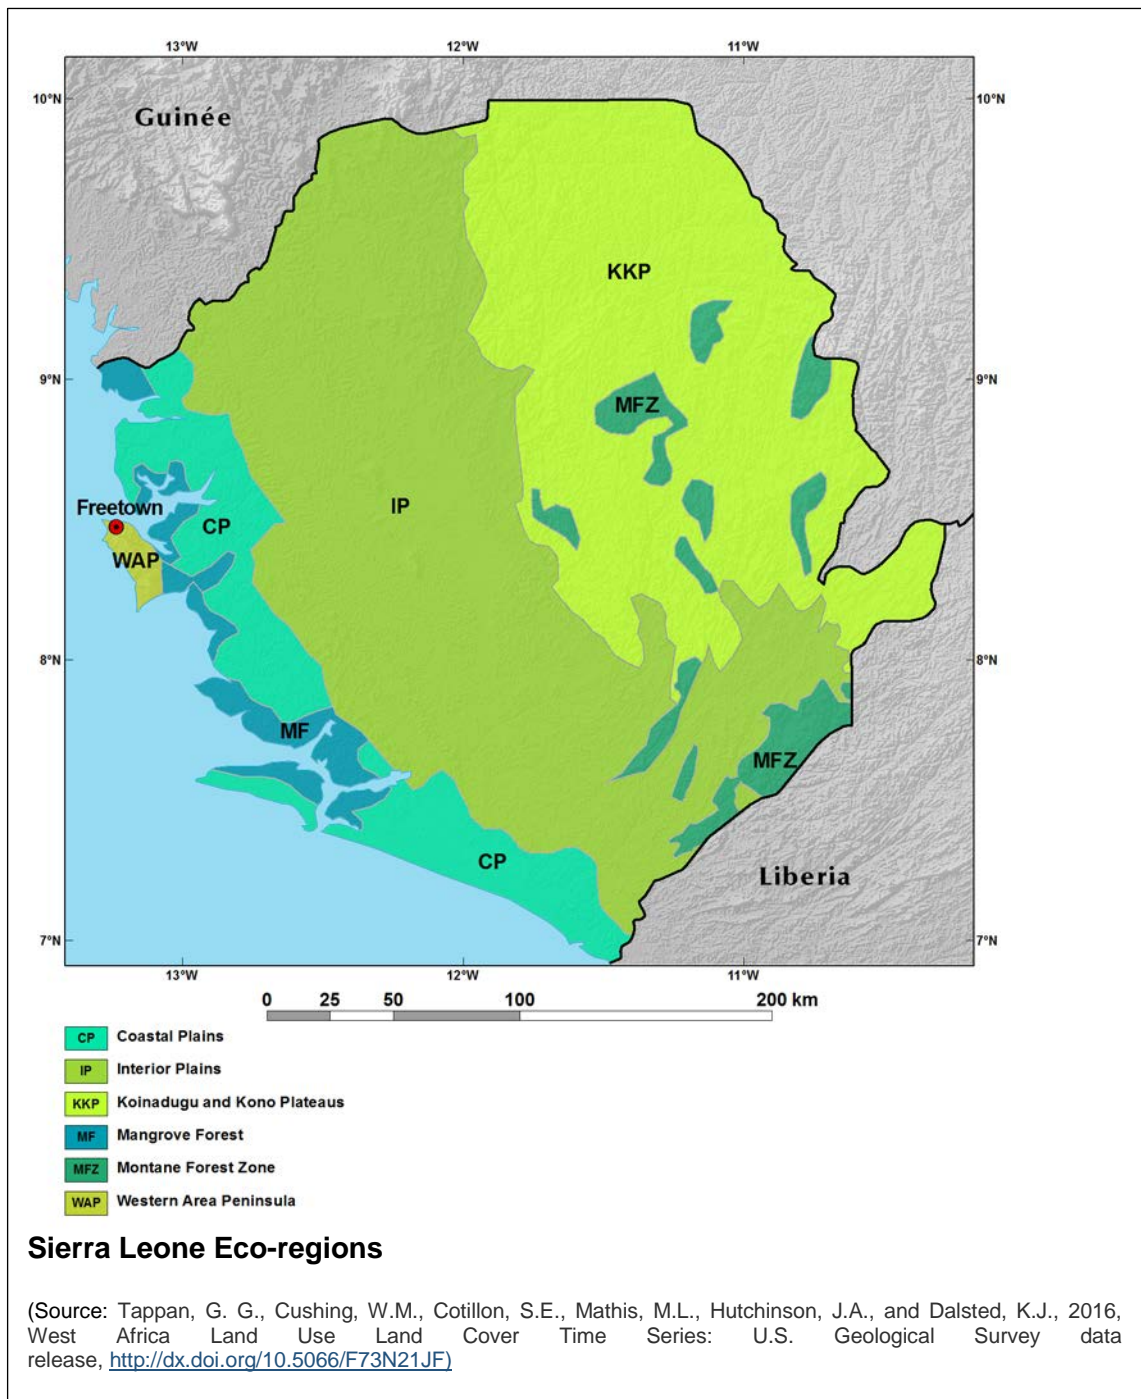 13°W 12°W 11°W
10°N 10°N
Guinée
KKP
9°N 9°N
MFZ
Freetown
IP
CP
WAP
8°N 8°N
MF
MFZ
CP
Liberia
7°N 7°N
13°W 12°W 11°W
0 25 50 100 200 km
CP Coastal Plains
IP Interior Plains
KKP Koinadugu and Kono Plateaus
MF Mangrove Forest
MFZ Montane Forest Zone
WAP Western Area Peninsula
Sierra Leone Eco-regions
(Source: Tappan, G. G., Cushing, W.M., Cotillon, S.E., Mathis, M.L., Hutchinson, J.A., and Dalsted, K.J., 2016,
West Africa Land Use Land Cover Time Series: U.S. Geological Survey data
release, http://dx.doi.org/10.5066/F73N21JF)